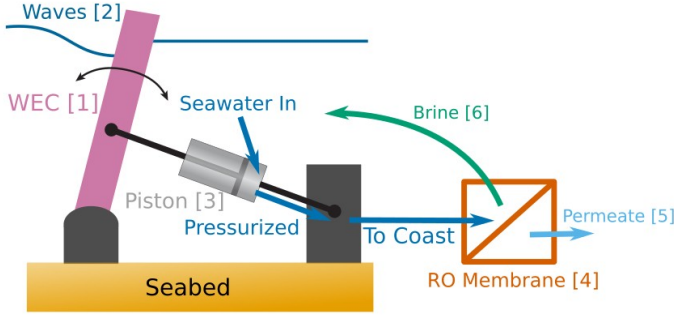 Waves [2]
WEC [1]
Seawater In
Brine [6]
Piston [3]
Pressurized
To Coast
Permeate [5]
RO Membrane [4]
Seabed